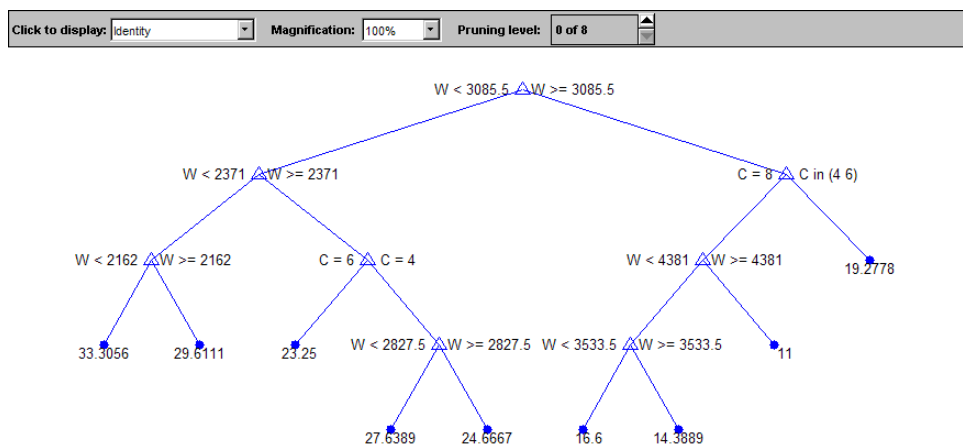 Click to display: Identity Magnification: 100% Pruning level: 0 of 8
W < 3085.5 W >= 3085.5
W < 2371 W >= 2371 C = 8 C in (4 6)
W < 2162 W >= 2162 C = 6 C = 4 W < 4381 W >= 4381 19.2778
33.3056 29.6111 23.25 W < 2827.5 W >= 2827.5 W < 3533.5 W >= 3533.5 11
27.6389 24.6667 16.6 14.3889